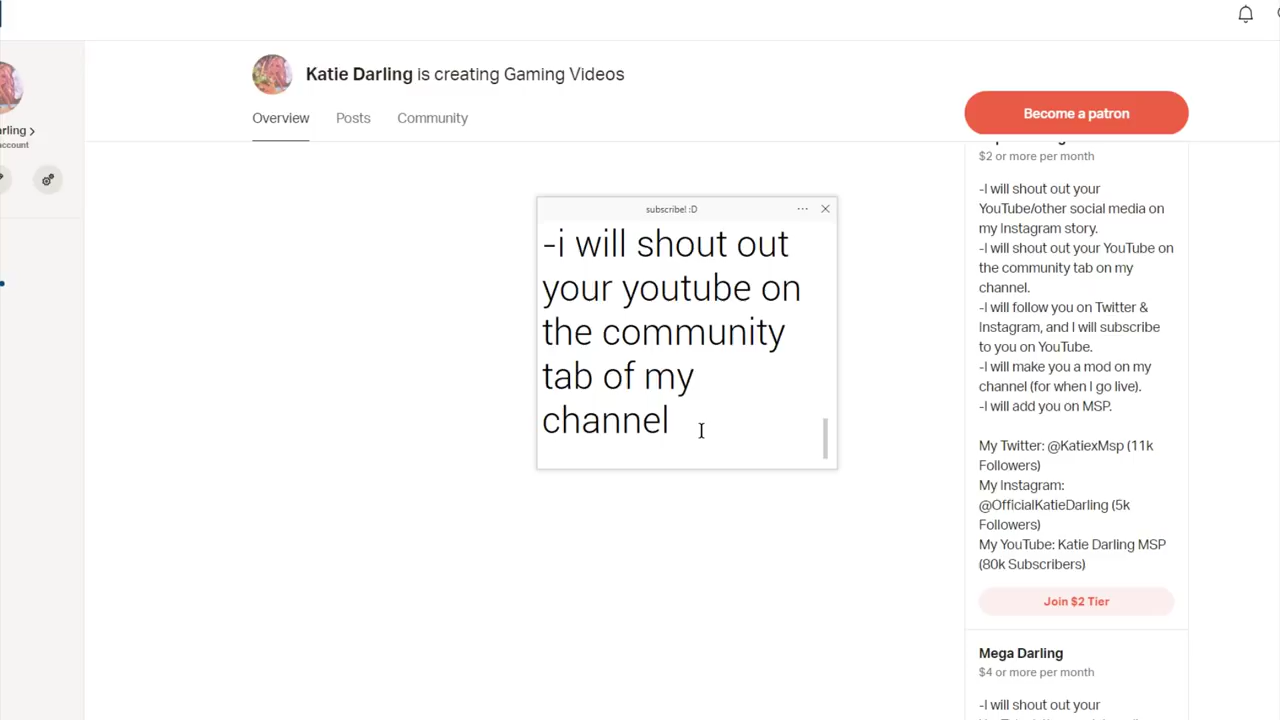 Katie Darling is creating Gaming Videos
Overview Posts Community
Become a patron
arling >
account
subscribe! :D
-i will shout out
your youtube on
the community
tab of my
channel
$2 or more per month
-I will shout out your
YouTube/other social media on
my Instagram story.
-I will shout out your YouTube on
the community tab on my
channel.
-I will follow you on Twitter &
Instagram, and I will subscribe
to you on YouTube.
-I will make you a mod on my
channel (for when I go live).
-I will add you on MSP.
My Twitter: @KatiexMsp (11k
Followers)
My Instagram:
@OfficialKatieDarling (5k
Followers)
My YouTube: Katie Darling MSP
(80k Subscribers)
Join $2 Tier
Mega Darling
$4 or more per month
-I will shout out your